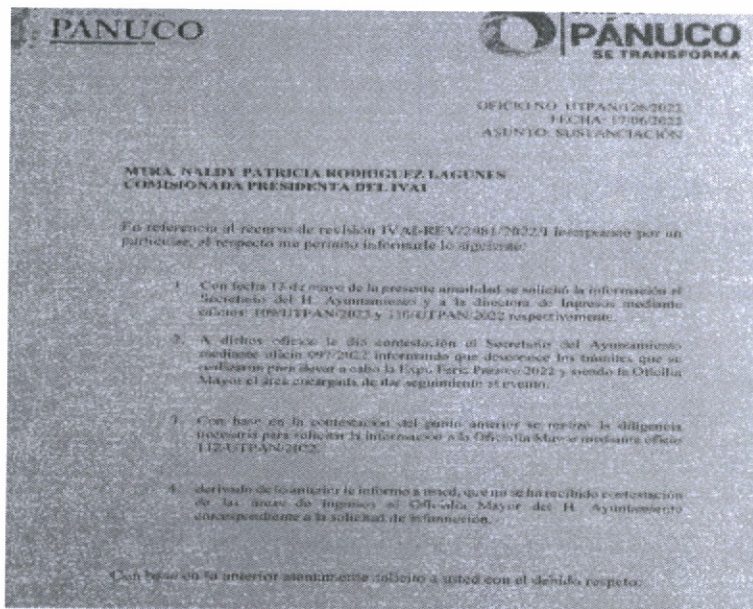 PANUCO
PÁNUCO
SE TRANSFORMA
OFICIO NO. UTPAN/126/2022
FECHA: 17/06/2022
ASUNTO: SUSTANCIACIÓN
MTRA. NALDY PATRICIA RODRIGUEZ LAGUNES
COMISIONADA PRESIDENTA DEL IVAI
En referencia al recurso de revisión IVAI-REV/2981/2022/I interpuesto por un
particular, al respecto me permito informarle lo siguiente:
1. Con fecha de mayo de la presente anualidad se solicitó la información al
Secretario del H. Ayuntamiento y a la directora de Ingresos mediante
oficios: 109/UTPAN/2022 y 110/UTPAN/2022 respectivamente.
2. A dichos oficios le dio contestación el Secretario del Ayuntamiento
mediante oficio 097/2022 informando que desconoce los trámites que se
realizaron para llevar a cabo la Expo Feria Pánuco 2022 y siendo la Oficilia
Mayor el área encargada de dar seguimiento al evento.
3. Con base en la contestación del punto anterior se realizó la diligencia
necesaria para solicitar la información a la Oficialía Mayor mediante oficio
112/UTPAN/2022.
4. derivado de lo anterior le informo a usted, que no se ha recibido contestación
de las áreas de Ingresos ni Oficialía Mayor del H. Ayuntamiento
correspondiente a la solicitud de información.
Con base en lo anterior atentamente solicito a usted con el debido respeto: